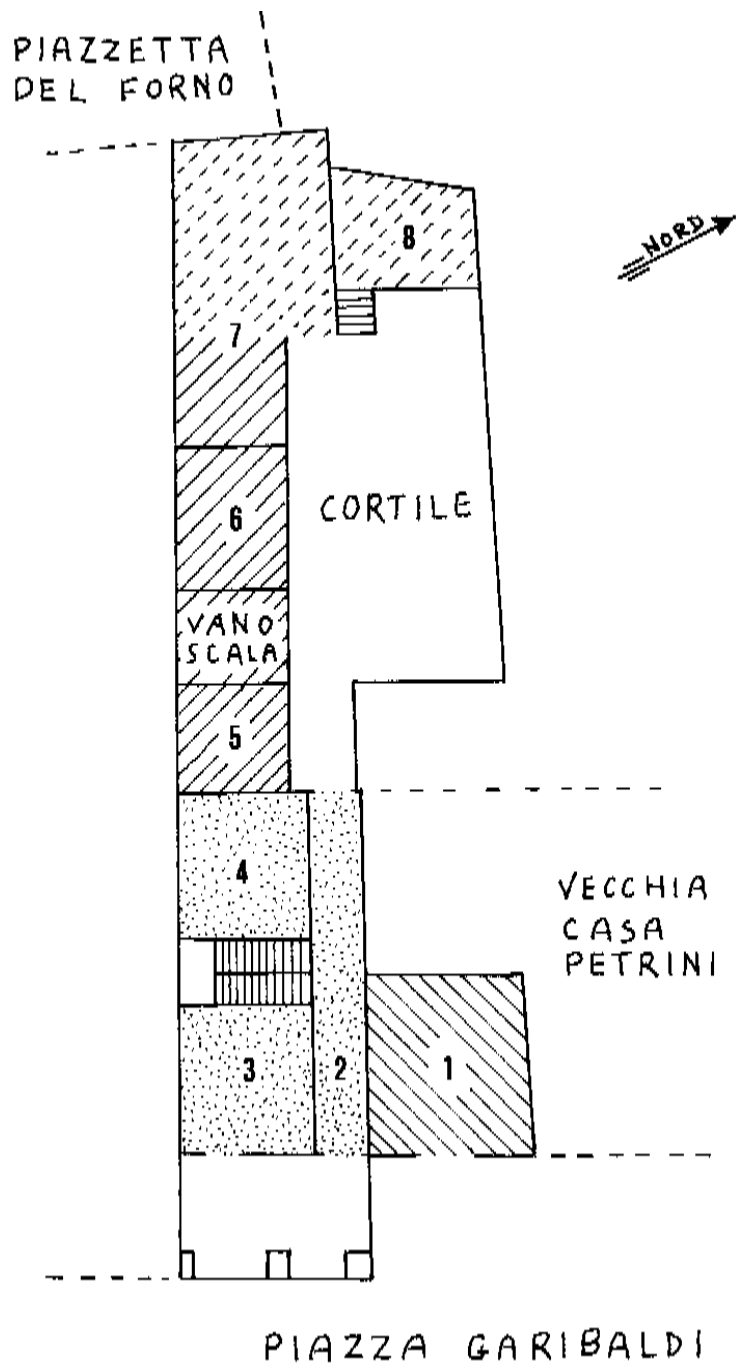 PIAZZETTA
DEL FORNO
NORD
8
7
6
CORTILE
VANO
SCALA
5
4
VECCHIA
CASA
PETRINI
3
2
1
PIAZZA GARIBALDI